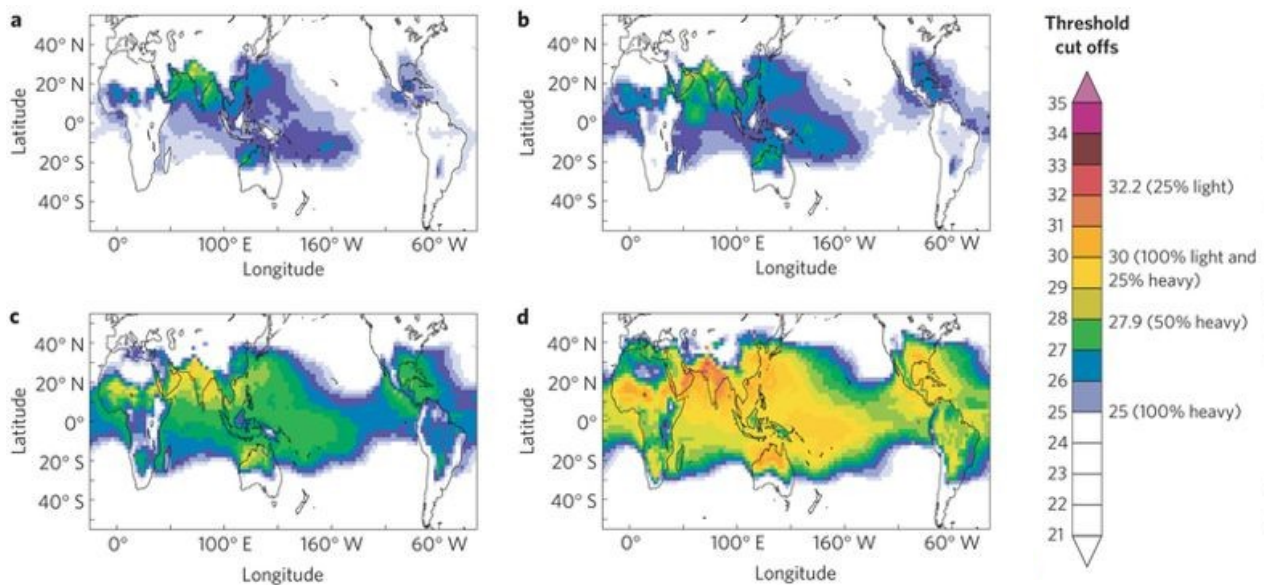 a
40° N
20° N
0°
20° S
40° S
Latitude
0°
100° E
160° W
60° W
Longitude
b
40° N
20° N
0°
20° S
40° S
Latitude
0°
100° E
160° W
60° W
Longitude
c
40° N
20° N
0°
20° S
40° S
Latitude
0°
100° E
160° W
60° W
Longitude
d
40° N
20° N
0°
20° S
40° S
Latitude
0°
100° E
160° W
60° W
Longitude
Threshold
cut offs
35
34
33
32.2 (25% light)
32
31
30
30 (100% light and
25% heavy)
29
28
27.9 (50% heavy)
27
26
25
25 (100% heavy)
24
23
22
21